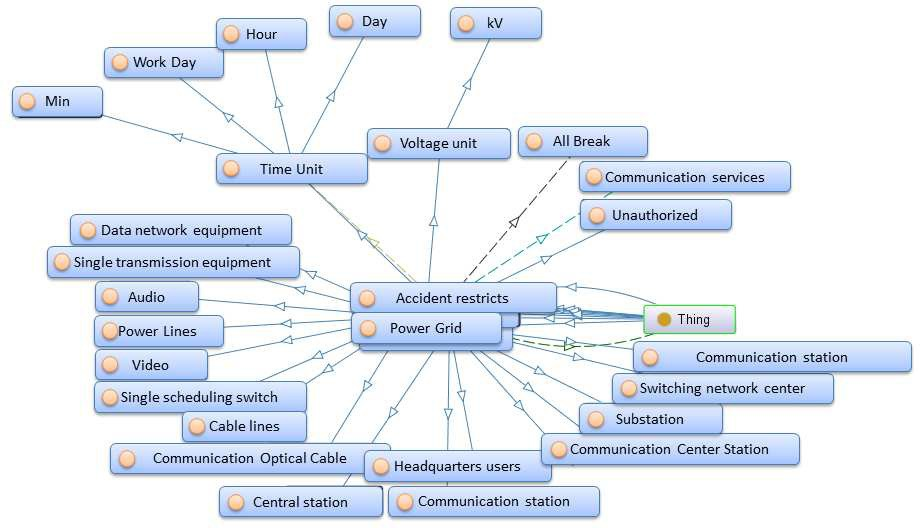 Day
kV
Hour
Work Day
Min
Voltage unit
All Break
Time Unit
Communication services
Unauthorized
Data network equipment
Single transmission equipment
Audio
Accident restricts
Thing
Power Lines
Power Grid
Video
Communication station
Switching network center
Single scheduling switch
Substation
Cable lines
Communication Center Station
Communication Optical Cable
Headquarters users
Central station
Communication station